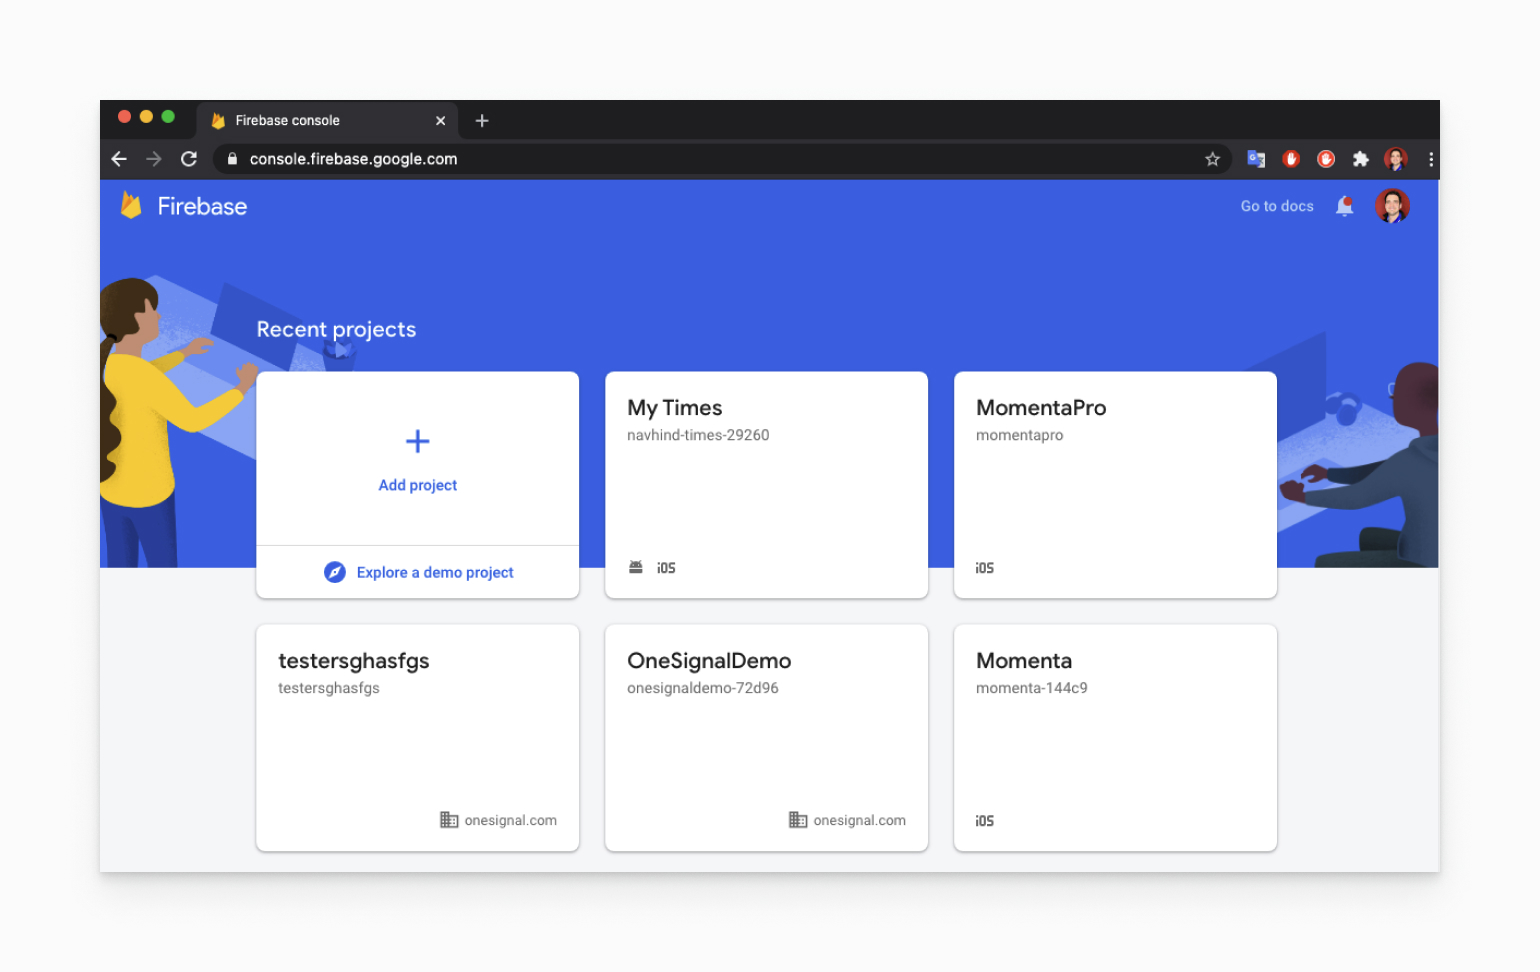 Firebase console
console.firebase.google.com
Firebase
Go to docs
Recent projects
Add project
Explore a demo project
My Times
navhind-times-29260
iOS
MomentaPro
momentapro
iOS
testersghasfgs
testersghasfgs
onesignal.com
OneSignalDemo
onesignaldemo-72d96
onesignal.com
Momenta
momenta-144c9
iOS